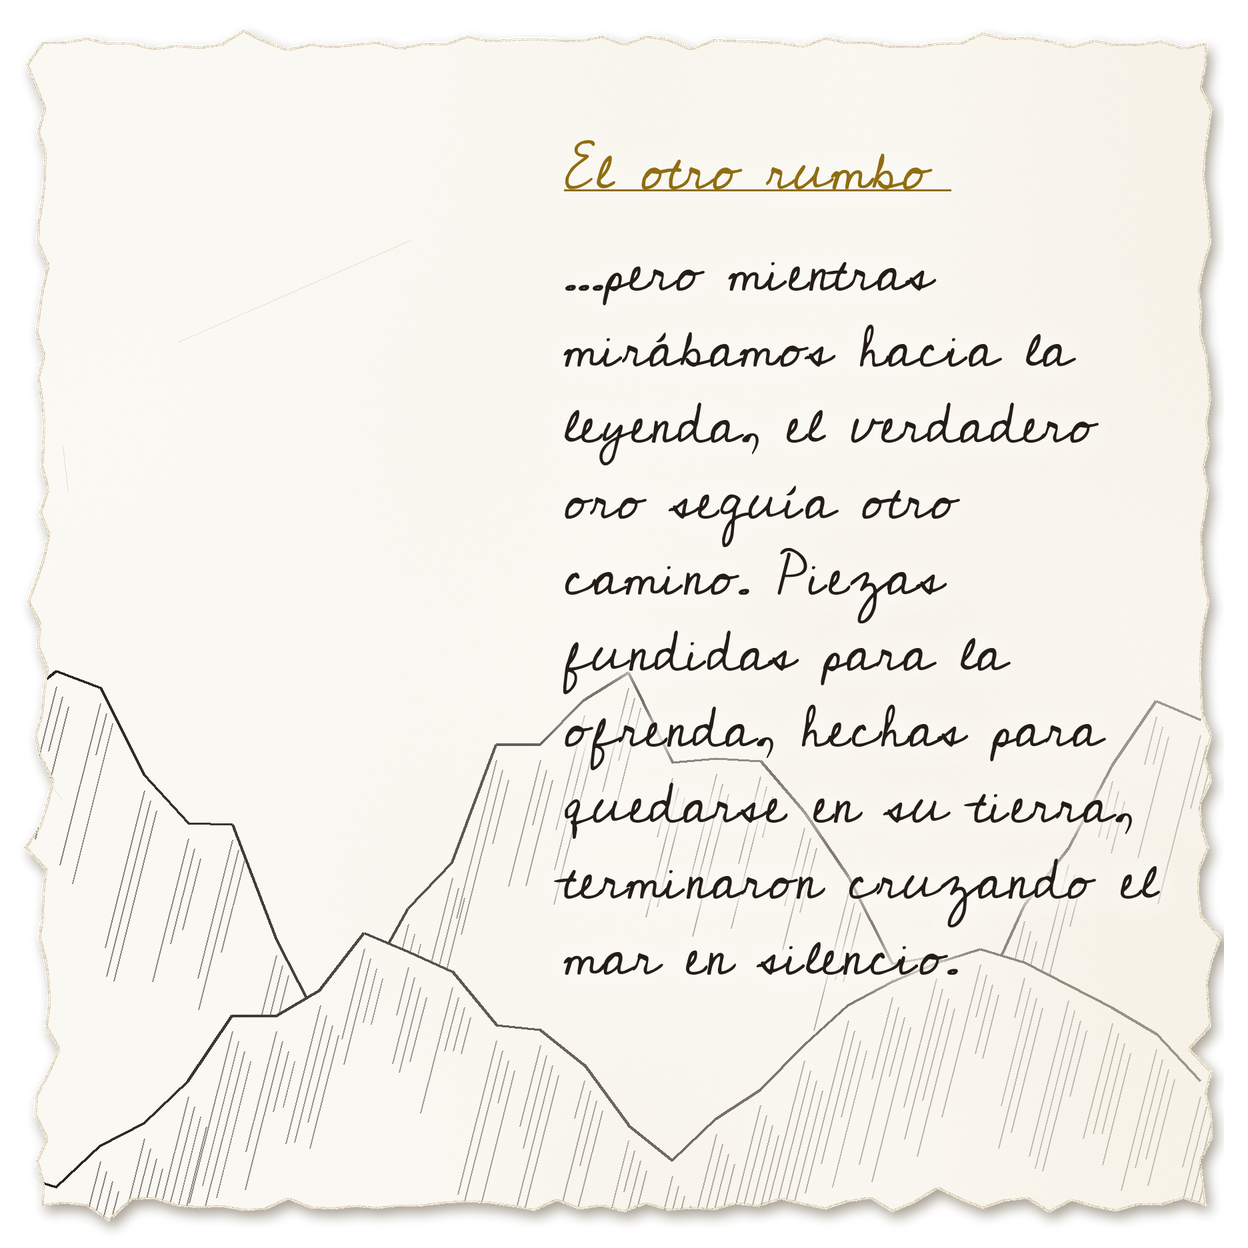 El otro rumbo
...pero mientras
mirábamos hacia la
leyenda, el verdadero
oro seguía otro
camino. Piezas
fundidas para la
ofrenda, hechas para
quedarse en su tierra,
terminaron cruzando el
mar en silencio.